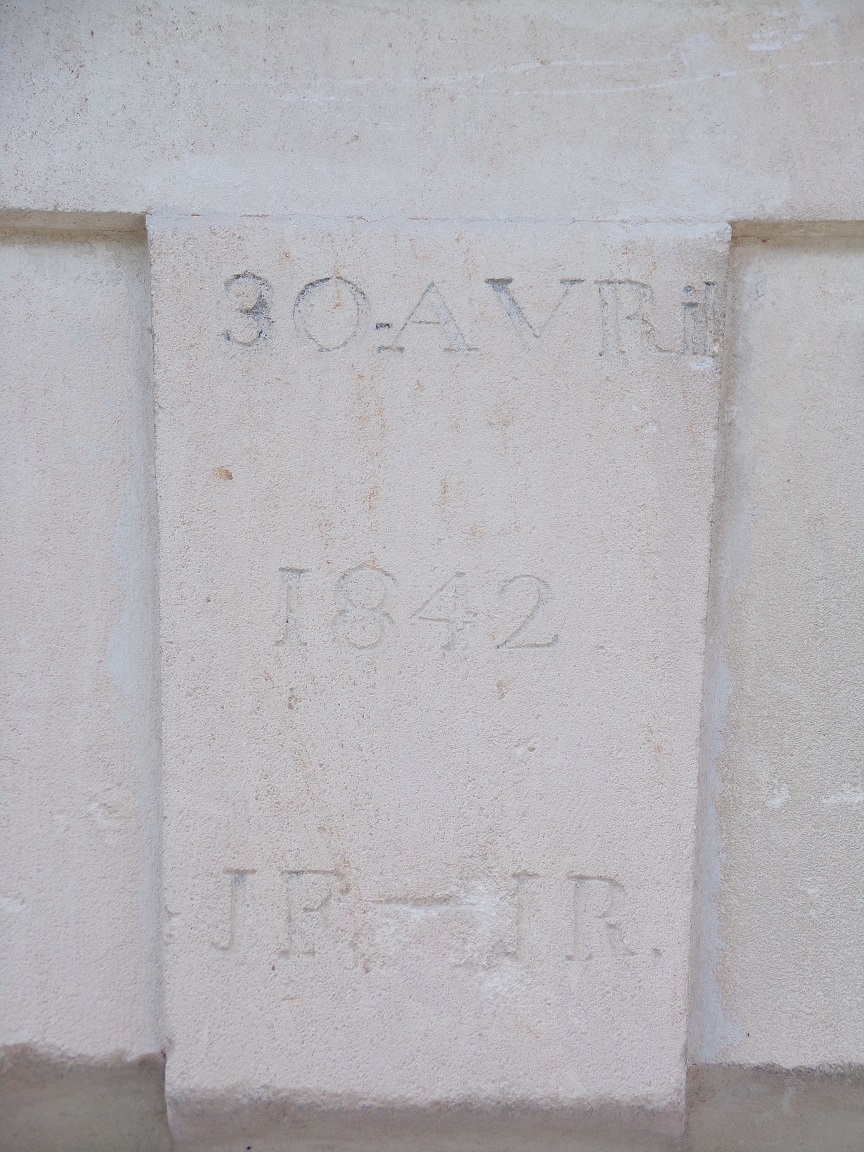 30-AVRil
1842
JF — JR.